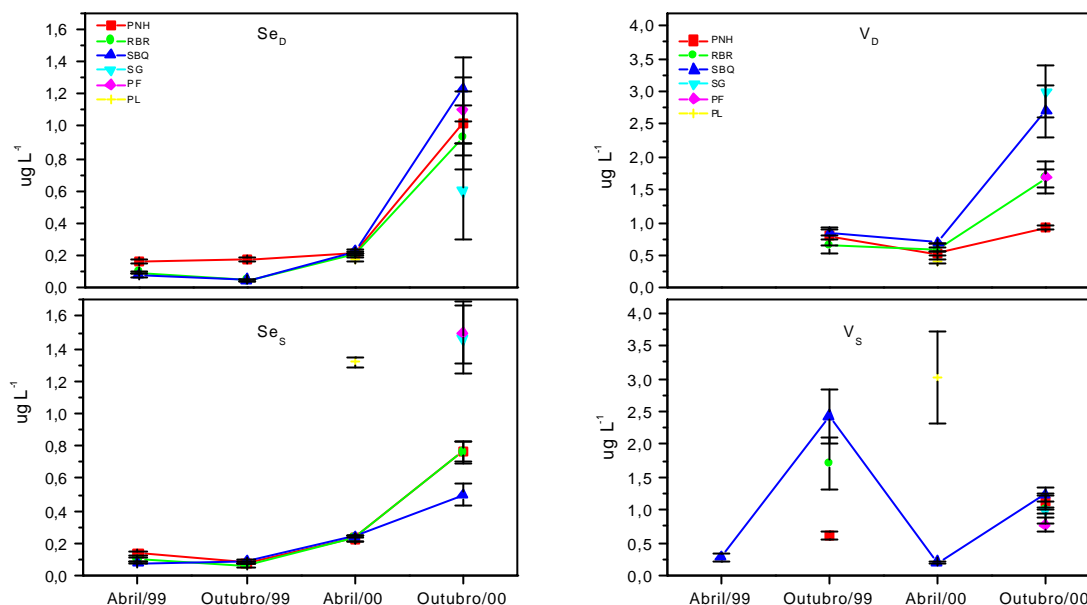 Se D
PNH
RBR
SBQ
SG
PF
PL
1,6
1,4
1,2
1,0
0,8
0,6
0,4
0,2
0,0
ug L-1
V D
PNH
RBR
SBQ
SG
PF
PL
4,0
3,5
3,0
2,5
2,0
1,5
1,0
0,5
0,0
ug L-1
Se S
1,6
1,4
1,2
1,0
0,8
0,6
0,4
0,2
0,0
ug L-1
Abril/99 Outubro/99 Abril/00 Outubro/00
V S
4,0
3,5
3,0
2,5
2,0
1,5
1,0
0,5
0,0
ug L-1
Abril/99 Outubro/99 Abril/00 Outubro/00